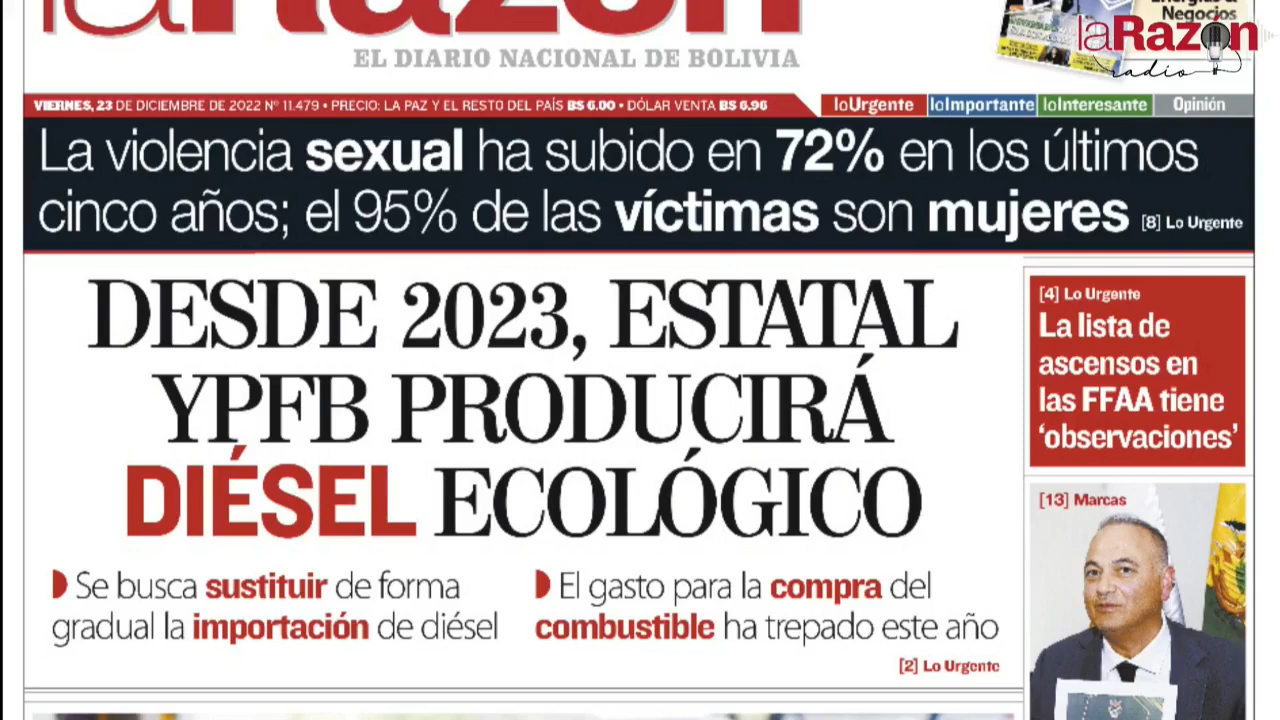 laRazón
EL DIARIO NACIONAL DE BOLIVIA
Negocios
laRazón
radio
VIERNES, 23 DE DICIEMBRE DE 2022 Nº 11.479 • PRECIO: LA PAZ Y EL RESTO DEL PAÍS BS 6.00 • DÓLAR VENTA BS 6.96
loUrgente loImportante loInteresante Opinión
La violencia sexual ha subido en 72% en los últimos
cinco años; el 95% de las víctimas son mujeres [8] Lo Urgente
DESDE 2023, ESTATAL
YPFB PRODUCIRÁ
DIÉSEL ECOLÓGICO
Se busca sustituir de forma
gradual la importación de diésel
El gasto para la compra del
combustible ha trepado este año
[2] Lo Urgente
[4] Lo Urgente
La lista de
ascensos en
las FFAA tiene
‘observaciones’
[13] Marcas